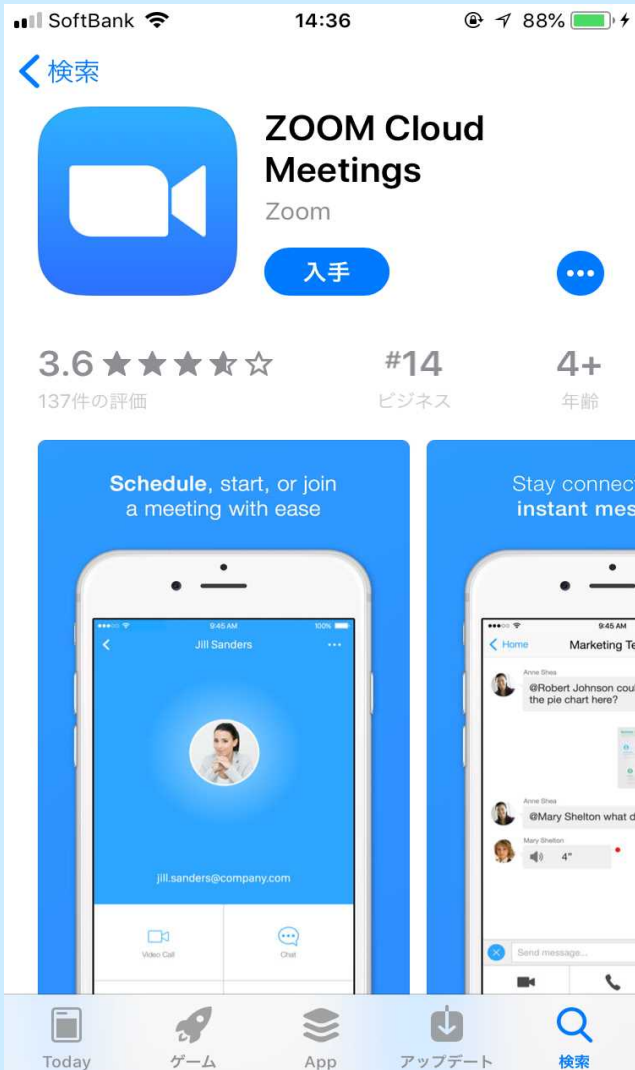 SoftBank 14:36 88%
検索
ZOOM Cloud
Meetings
Zoom
入手
3.6 #14 4+
137件の評価 ビジネス 年齢
Schedule, start, or join
a meeting with ease
9:45 AM 100%
Jill Sanders
jill.sanders@company.com
Video Call Chat
Stay connec
instant mes
9:45 AM
Home Marketing Te
Anne Shea
@Robert Johnson coul
the pie chart here?
Anne Shea
@Mary Shelton what d
Mary Shelton
4"
Send message...
Today ゲーム App アップデート 検索